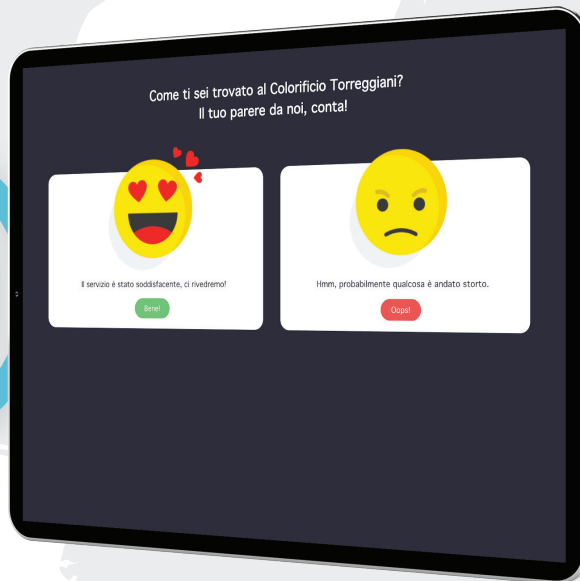 Come ti sei trovato al Colorificio Torreggiani?
Il tuo parere da noi, conta!
Il servizio è stato soddisfacente, ci rivedremo!
Bene!
Hmm, probabilmente qualcosa è andato storto.
Oops!